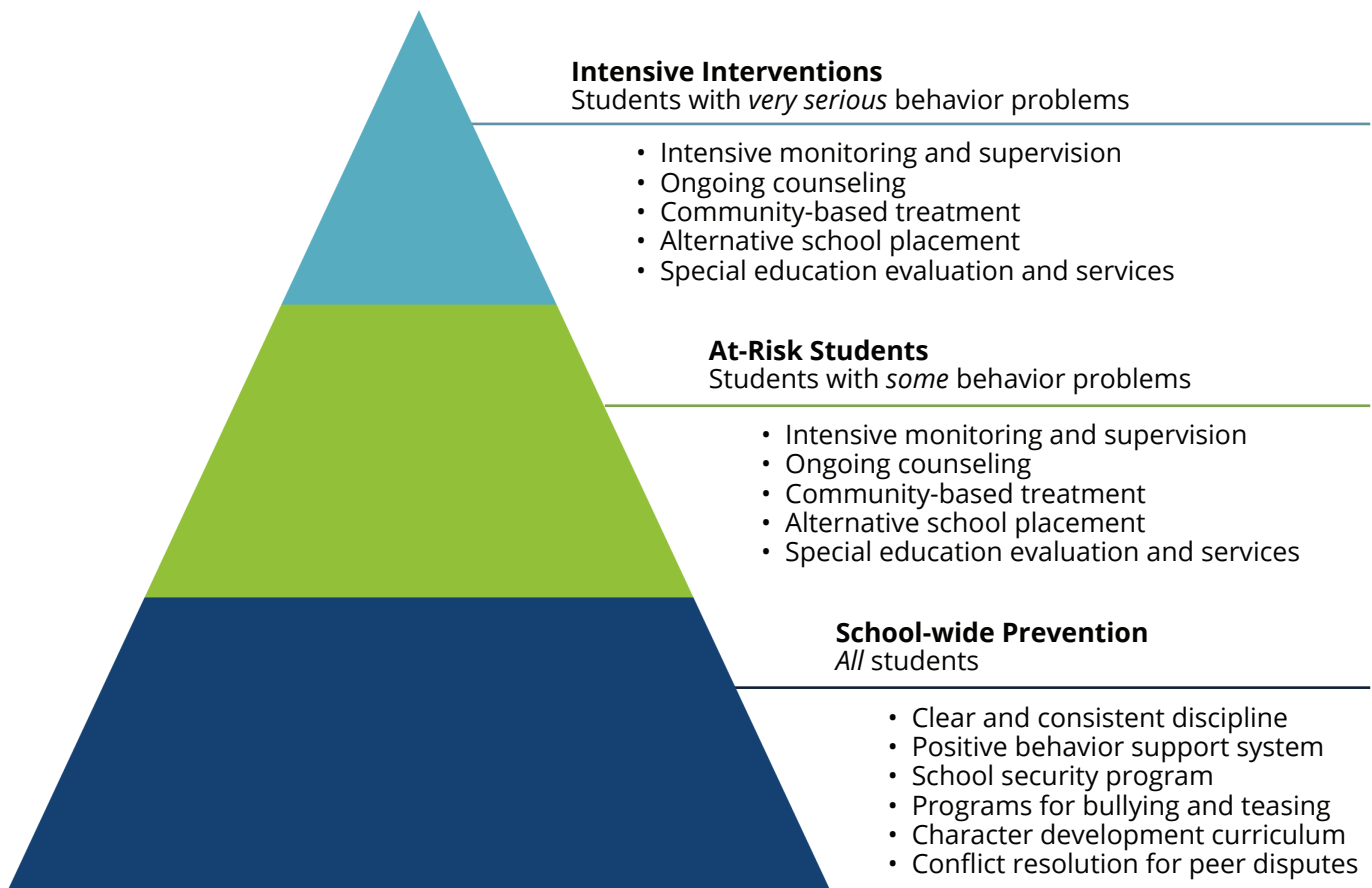 Intensive Interventions
Students with very serious behavior problems
• Intensive monitoring and supervision
• Ongoing counseling
• Community-based treatment
• Alternative school placement
• Special education evaluation and services
At-Risk Students
Students with some behavior problems
• Intensive monitoring and supervision
• Ongoing counseling
• Community-based treatment
• Alternative school placement
• Special education evaluation and services
School-wide Prevention
All students
• Clear and consistent discipline
• Positive behavior support system
• School security program
• Programs for bullying and teasing
• Character development curriculum
• Conflict resolution for peer disputes